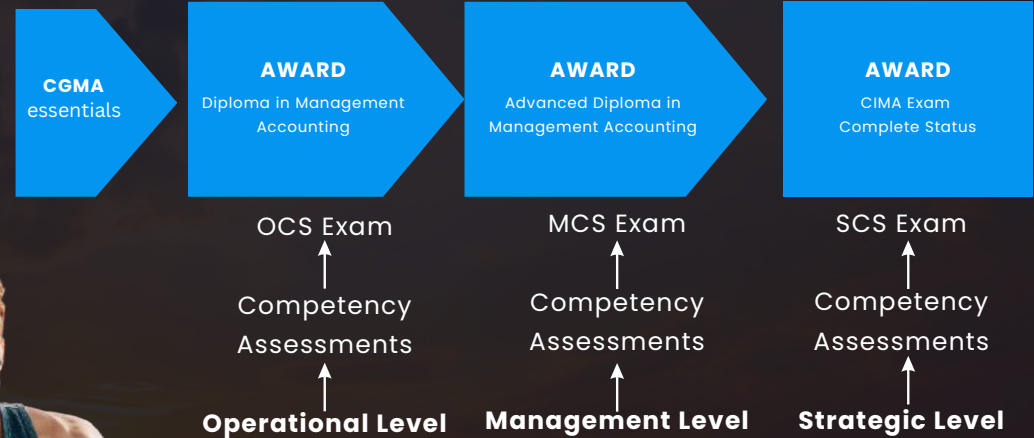 CGMA
essentials
AWARD
Diploma in Management
Accounting
AWARD
Advanced Diploma in
Management Accounting
AWARD
CIMA Exam
Complete Status
OCS Exam
Competency
Assessments
Operational Level
MCS Exam
Competency
Assessments
Management Level
SCS Exam
Competency
Assessments
Strategic Level